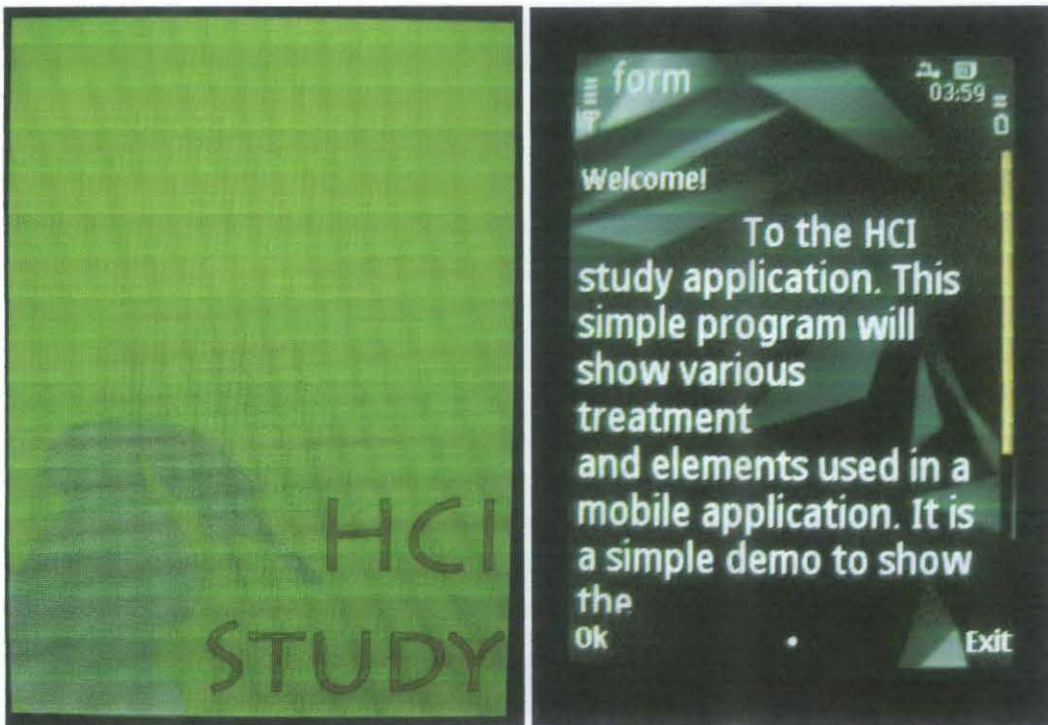 HCI
STUDY
form
03:59
Welcome!
To the HCI
study application. This
simple program will
show various
treatment
and elements used in a
mobile application. It is
a simple demo to show
the
Ok
Exit